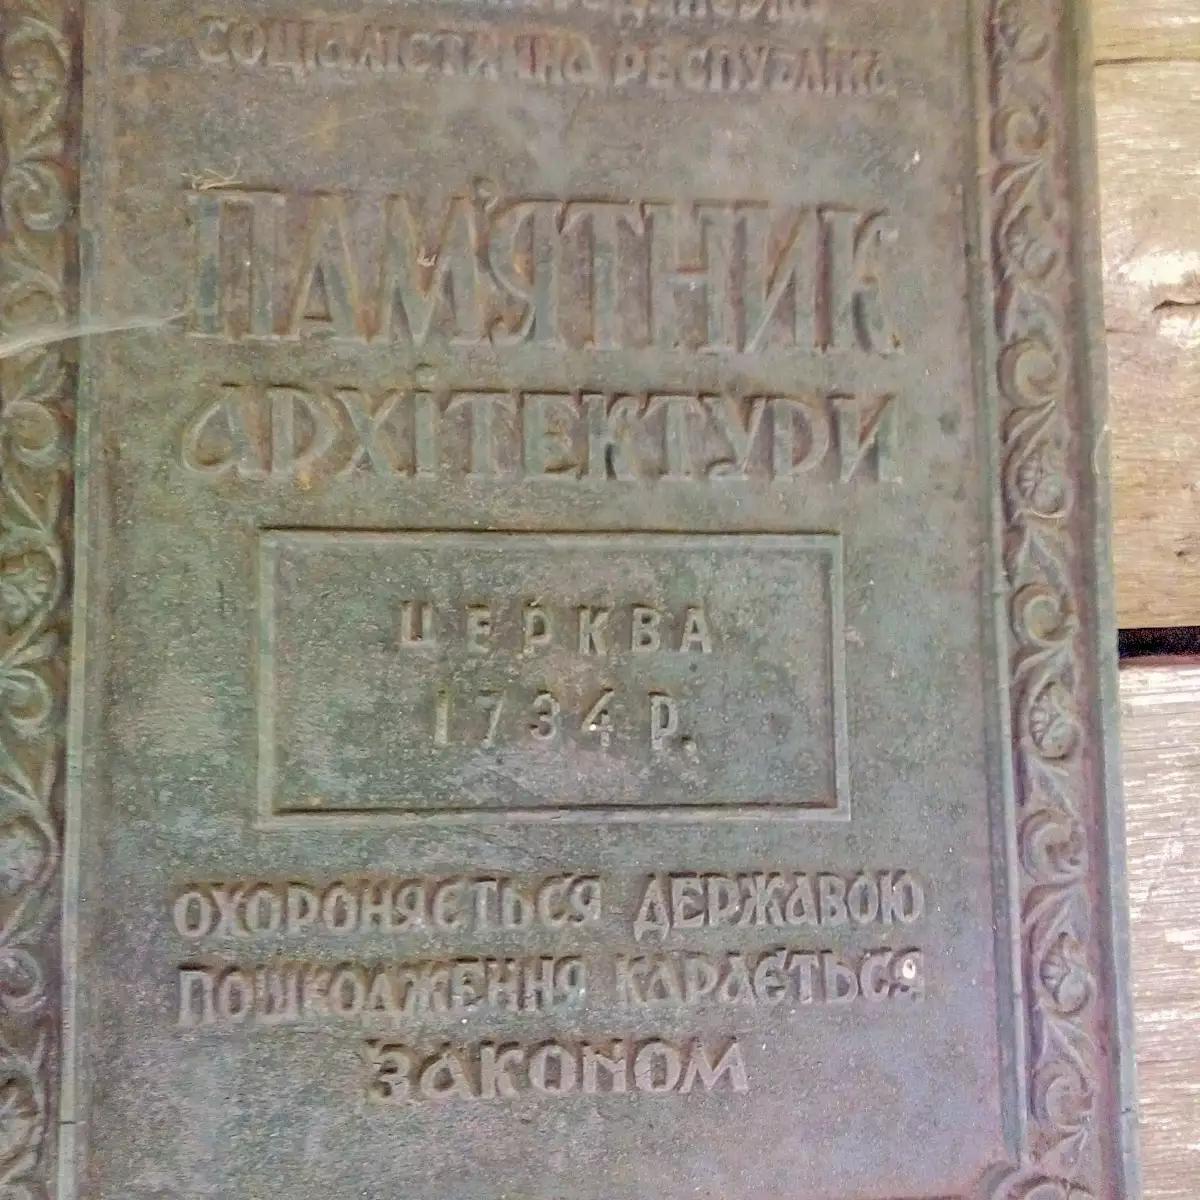 СОЦІАЛІСТИЧНА РЕСПУБЛІКА
ПАМ'ЯТНИК
АРХІТЕКТУРИ
ЦЕРКВА
1734 Р.
ОХОРОНЯЄТЬСЯ ДЕРЖАВОЮ
ПОШКОДЖЕННЯ КАРАЄТЬСЯ
ЗАКОНОМ